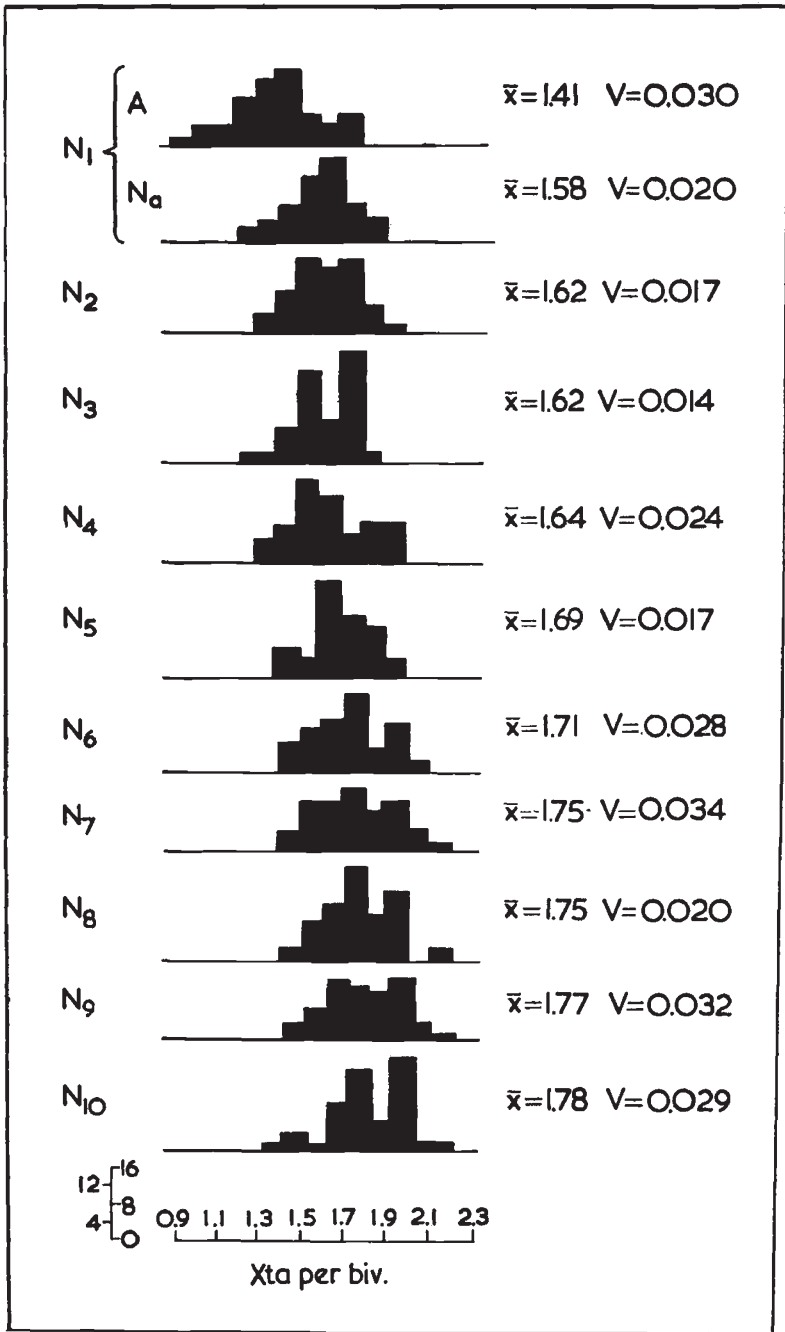 N1
A x̄=1.41 V=0.030
Na x̄=1.58 V=0.020
N2 x̄=1.62 V=0.017
N3 x̄=1.62 V=0.014
N4 x̄=1.64 V=0.024
N5 x̄=1.69 V=0.017
N6 x̄=1.71 V=0.028
N7 x̄=1.75 V=0.034
N8 x̄=1.75 V=0.020
N9 x̄=1.77 V=0.032
N10 x̄=1.78 V=0.029
16
12
8
4
0
0.9 1.1 1.3 1.5 1.7 1.9 2.1 2.3
Xta per biv.